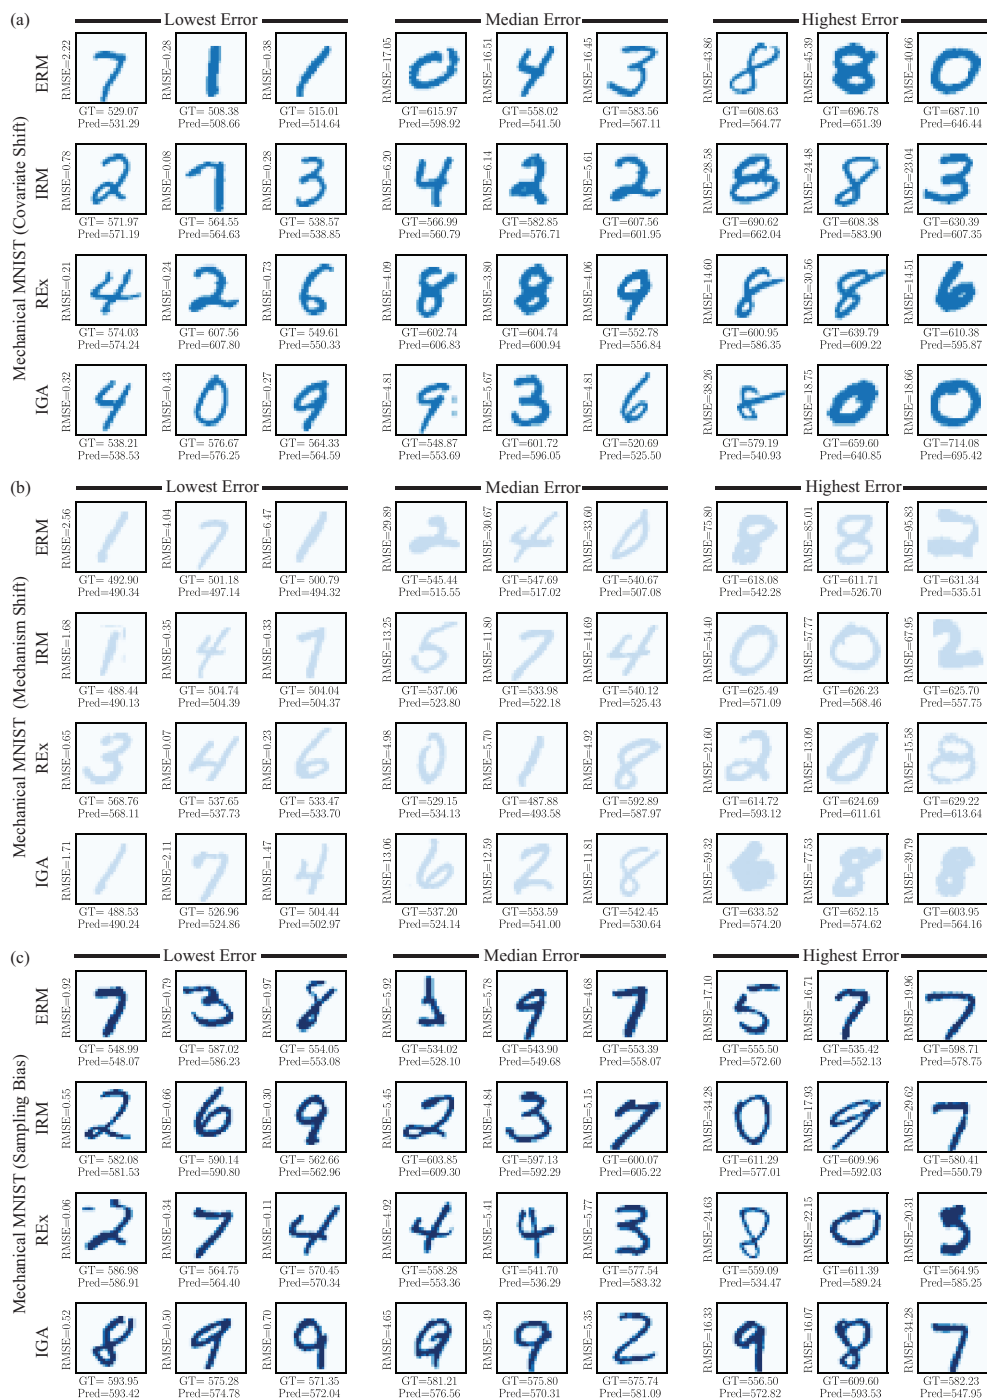 (a)
Lowest Error
Median Error
Highest Error
Mechanical MNIST (Covariate Shift)
ERM
RMSE=2.22
RMSE=0.28
RMSE=0.38
RMSE=17.05
RMSE=16.51
RMSE=16.45
RMSE=43.86
RMSE=45.39
RMSE=40.66
GT= 529.07 GT= 508.38 GT= 515.01 GT=615.97 GT=558.02 GT=583.56 GT=608.63 GT=696.78 GT=687.10
Pred=531.29 Pred=508.66 Pred=514.64 Pred=598.92 Pred=541.50 Pred=567.11 Pred=564.77 Pred=651.39 Pred=646.44
IRM
RMSE=0.78
RMSE=0.08
RMSE=0.28
RMSE=6.20
RMSE=6.14
RMSE=5.61
RMSE=28.58
RMSE=24.48
RMSE=23.04
GT= 571.97 GT= 564.55 GT= 538.57 GT=566.99 GT=582.85 GT=607.56 GT=690.62 GT=608.38 GT=630.39
Pred=571.19 Pred=564.63 Pred=538.85 Pred=560.79 Pred=576.71 Pred=601.95 Pred=662.04 Pred=583.90 Pred=607.35
REx
RMSE=0.21
RMSE=0.24
RMSE=0.73
RMSE=4.09
RMSE=3.80
RMSE=4.06
RMSE=14.60
RMSE=30.56
RMSE=14.51
GT= 574.03 GT= 607.56 GT= 549.61 GT=602.74 GT=604.74 GT=552.78 GT=600.95 GT=639.79 GT=610.38
Pred=574.24 Pred=607.80 Pred=550.33 Pred=606.83 Pred=600.94 Pred=556.84 Pred=586.35 Pred=609.22 Pred=595.87
IGA
RMSE=0.32
RMSE=0.43
RMSE=0.27
RMSE=4.81
RMSE=5.67
RMSE=4.81
RMSE=38.26
RMSE=18.75
RMSE=18.66
GT= 538.21 GT= 576.67 GT= 564.33 GT=548.87 GT=601.72 GT=520.69 GT=579.19 GT=659.60 GT=714.08
Pred=538.53 Pred=576.25 Pred=564.59 Pred=553.69 Pred=596.05 Pred=525.50 Pred=540.93 Pred=640.85 Pred=695.42
(b)
Lowest Error
Median Error
Highest Error
Mechanical MNIST (Mechanism Shift)
ERM
RMSE=2.56
RMSE=4.04
RMSE=6.47
RMSE=29.89
RMSE=30.67
RMSE=33.60
RMSE=75.80
RMSE=85.01
RMSE=95.83
GT= 492.90 GT= 501.18 GT= 500.79 GT=545.44 GT=547.69 GT=540.67 GT=618.08 GT=611.71 GT=631.34
Pred=490.34 Pred=497.14 Pred=494.32 Pred=515.55 Pred=517.02 Pred=507.08 Pred=542.28 Pred=526.70 Pred=535.51
IRM
RMSE=1.68
RMSE=0.35
RMSE=0.33
RMSE=13.25
RMSE=11.80
RMSE=14.69
RMSE=54.40
RMSE=57.77
RMSE=67.95
GT= 488.44 GT= 504.74 GT= 504.04 GT=537.06 GT=533.98 GT=540.12 GT=625.49 GT=626.23 GT=625.70
Pred=490.13 Pred=504.39 Pred=504.37 Pred=523.80 Pred=522.18 Pred=525.43 Pred=571.09 Pred=568.46 Pred=557.75
REx
RMSE=0.65
RMSE=0.07
RMSE=0.23
RMSE=4.98
RMSE=5.70
RMSE=4.92
RMSE=21.60
RMSE=13.09
RMSE=15.58
GT= 568.76 GT= 537.65 GT= 533.47 GT=529.15 GT=487.88 GT=592.89 GT=614.72 GT=624.69 GT=629.22
Pred=568.11 Pred=537.73 Pred=533.70 Pred=534.13 Pred=493.58 Pred=587.97 Pred=593.12 Pred=611.61 Pred=613.64
IGA
RMSE=1.71
RMSE=2.11
RMSE=1.47
RMSE=13.06
RMSE=12.59
RMSE=11.81
RMSE=59.32
RMSE=77.53
RMSE=39.79
GT= 488.53 GT= 526.96 GT= 504.44 GT=537.20 GT=553.59 GT=542.45 GT=633.52 GT=652.15 GT=603.95
Pred=490.24 Pred=524.86 Pred=502.97 Pred=524.14 Pred=541.00 Pred=530.64 Pred=574.20 Pred=574.62 Pred=564.16
(c)
Lowest Error
Median Error
Highest Error
Mechanical MNIST (Sampling Bias)
ERM
RMSE=0.92
RMSE=0.79
RMSE=0.97
RMSE=5.92
RMSE=5.78
RMSE=4.68
RMSE=17.10
RMSE=16.71
RMSE=19.96
GT= 548.99 GT= 587.02 GT= 554.05 GT=534.02 GT=543.90 GT=553.39 GT=555.50 GT=535.42 GT=598.71
Pred=548.07 Pred=586.23 Pred=553.08 Pred=528.10 Pred=549.68 Pred=558.07 Pred=572.60 Pred=552.13 Pred=578.75
IRM
RMSE=0.55
RMSE=0.66
RMSE=0.30
RMSE=5.45
RMSE=4.84
RMSE=5.15
RMSE=34.28
RMSE=17.93
RMSE=29.62
GT= 582.08 GT= 590.14 GT= 562.66 GT=603.85 GT=597.13 GT=600.07 GT=611.29 GT=609.96 GT=580.41
Pred=581.53 Pred=590.80 Pred=562.96 Pred=609.30 Pred=592.29 Pred=605.22 Pred=577.01 Pred=592.03 Pred=550.79
REx
RMSE=0.06
RMSE=0.34
RMSE=0.11
RMSE=4.92
RMSE=5.41
RMSE=5.77
RMSE=24.63
RMSE=22.15
RMSE=20.31
GT= 586.98 GT= 564.75 GT= 570.45 GT=558.28 GT=541.70 GT=577.54 GT=559.09 GT=611.39 GT=564.95
Pred=586.91 Pred=564.40 Pred=570.34 Pred=553.36 Pred=536.29 Pred=583.32 Pred=534.47 Pred=589.24 Pred=585.25
IGA
RMSE=0.52
RMSE=0.50
RMSE=0.70
RMSE=4.65
RMSE=5.49
RMSE=5.35
RMSE=16.33
RMSE=16.07
RMSE=34.28
GT= 593.95 GT= 575.28 GT= 571.35 GT=581.21 GT=575.80 GT=575.74 GT=556.50 GT=609.60 GT=582.23
Pred=593.42 Pred=574.78 Pred=572.04 Pred=576.56 Pred=570.31 Pred=581.09 Pred=572.82 Pred=593.53 Pred=547.95